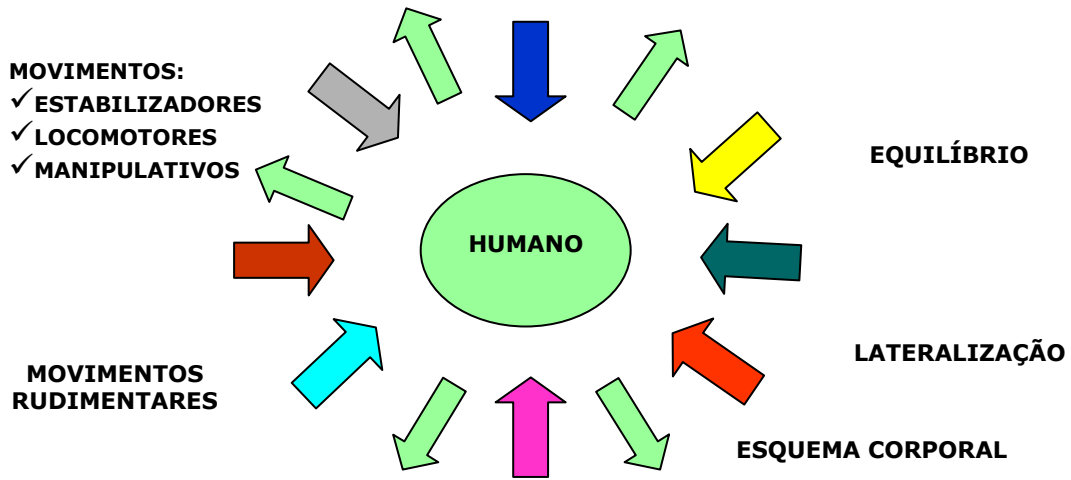 MOVIMENTOS:
✓ESTABILIZADORES
✓LOCOMOTORES
✓MANIPULATIVOS
EQUILÍBRIO
HUMANO
LATERALIZAÇÃO
MOVIMENTOS
RUDIMENTARES
ESQUEMA CORPORAL